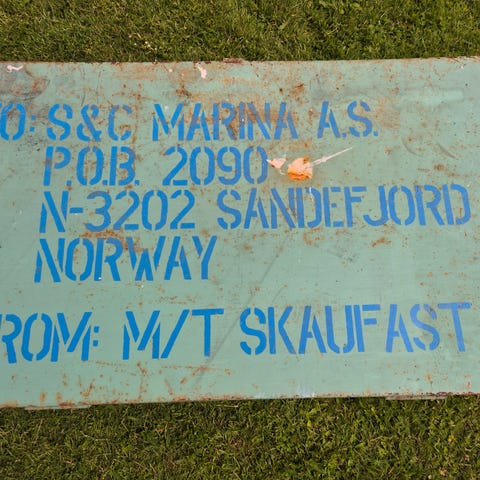 O: S&C MARINA A.S.
P.O.B. 2090
N-3202 SANDEFJORD
NORWAY
ROM: M/T SKAUFAST